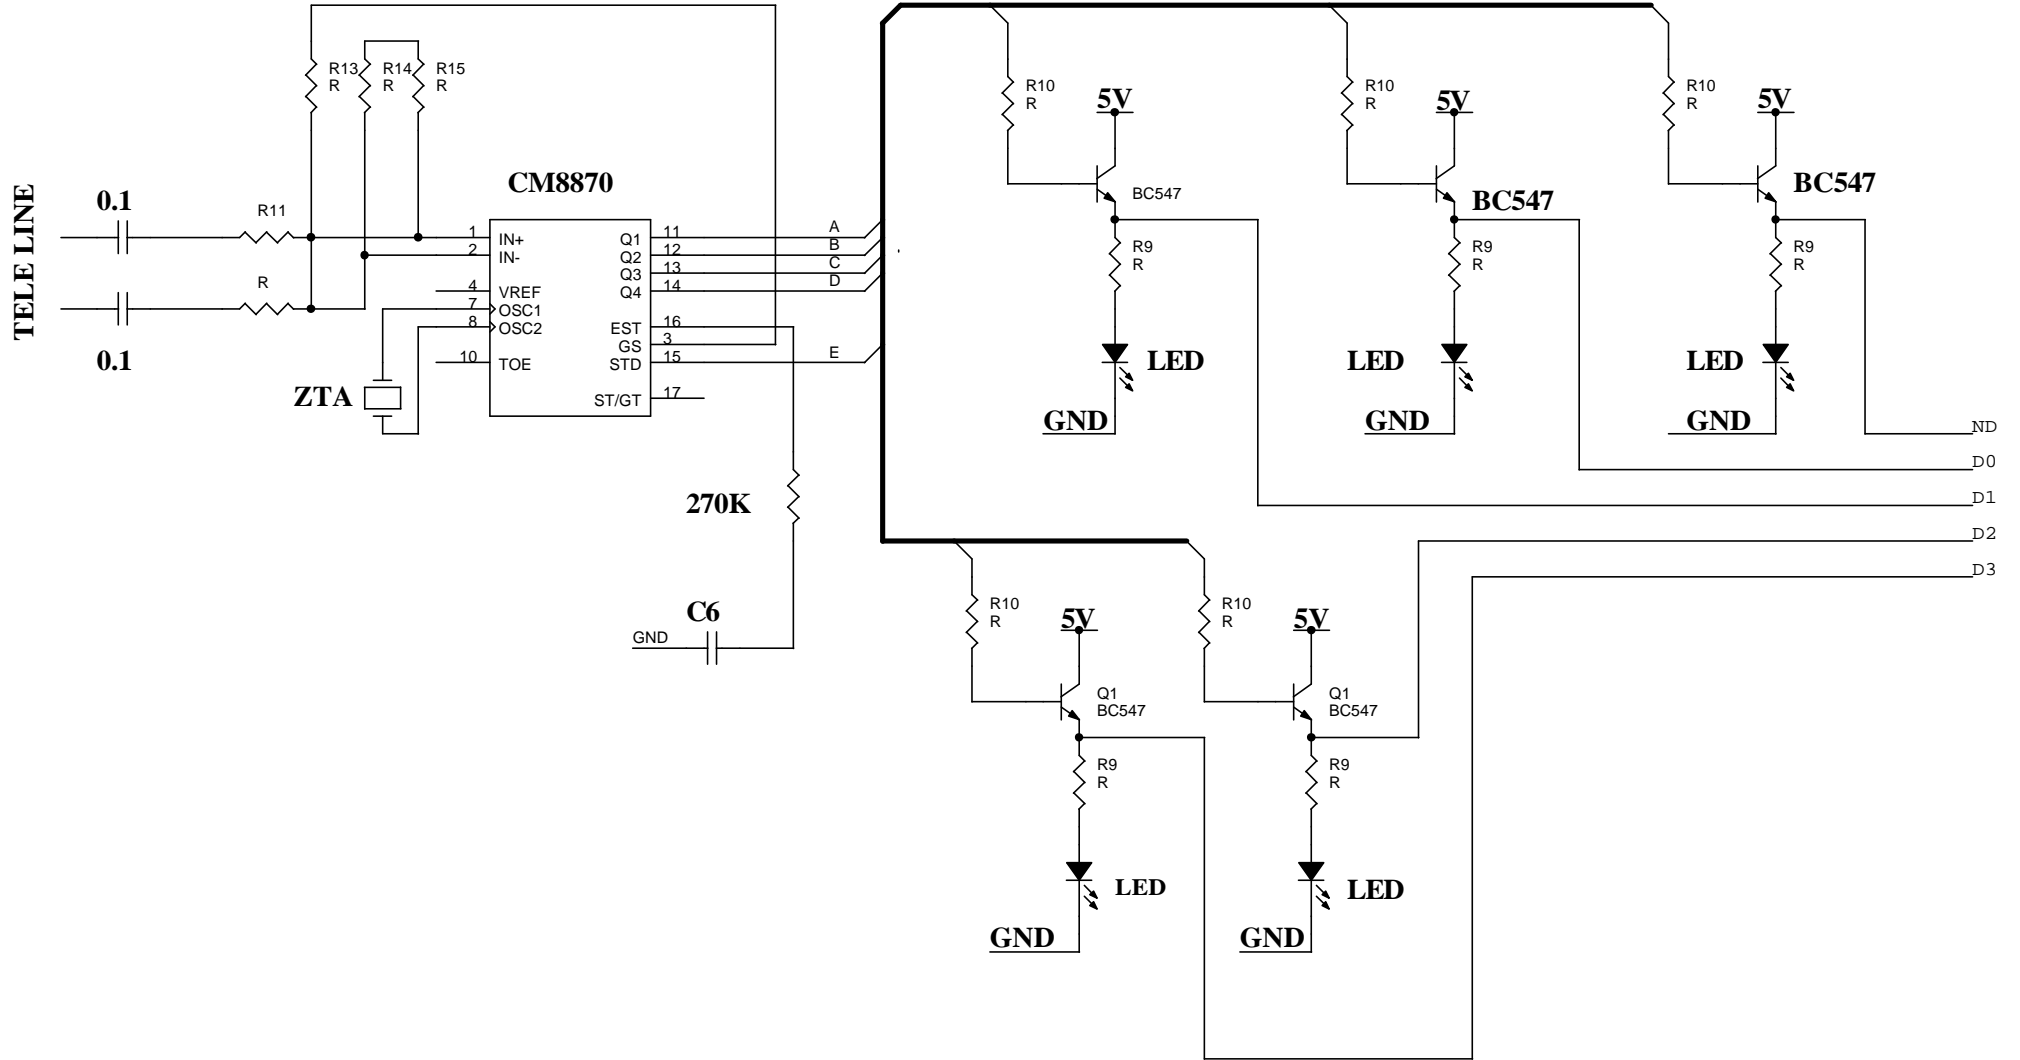 R13
R
R14
R
R15
R
R10
R
R10
R
R10
R
5V
5V
5V
CM8870
BC547
BC547
BC547
TELE LINE
0.1
R11
R
0.1
1
2
4
7
8
10
IN+
IN-
VREF
OSC1
OSC2
TOE
Q1
Q2
Q3
Q4
EST
GS
STD
ST/GT
11
12
13
14
16
3
15
17
A
B
C
D
E
R9
R
R9
R
R9
R
LED
LED
LED
GND
GND
GND
ZTA
ND
D0
D1
D2
D3
270K
C6
GND
R10
R
R10
R
5V
5V
Q1
BC547
Q1
BC547
R9
R
R9
R
LED
LED
GND
GND